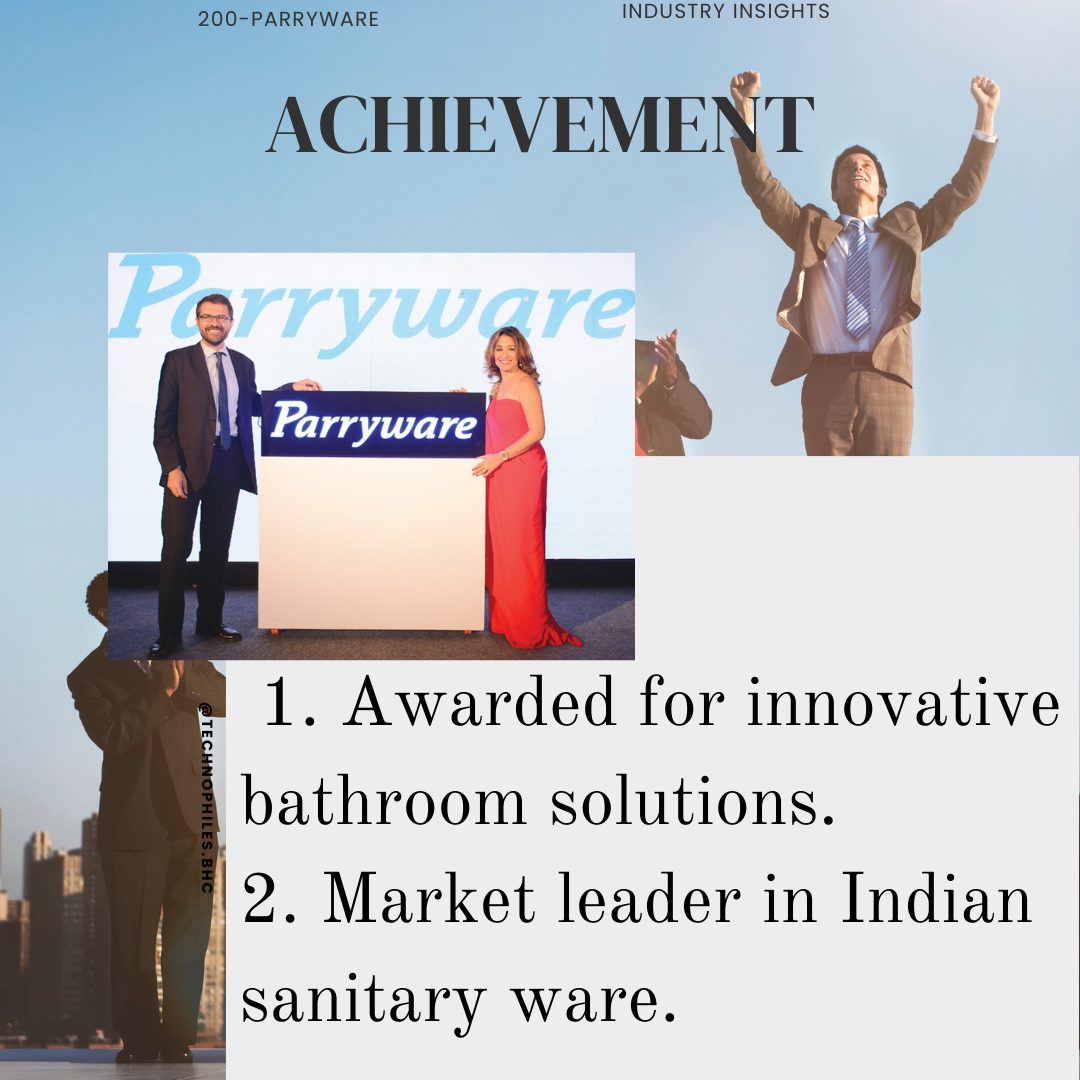 200-PARRYWARE
INDUSTRY INSIGHTS
ACHIEVEMENT
Parryware
Parryware
1. Awarded for innovative
bathroom solutions.
2. Market leader in Indian
sanitary ware.
@TECHNOPHILES.BHC